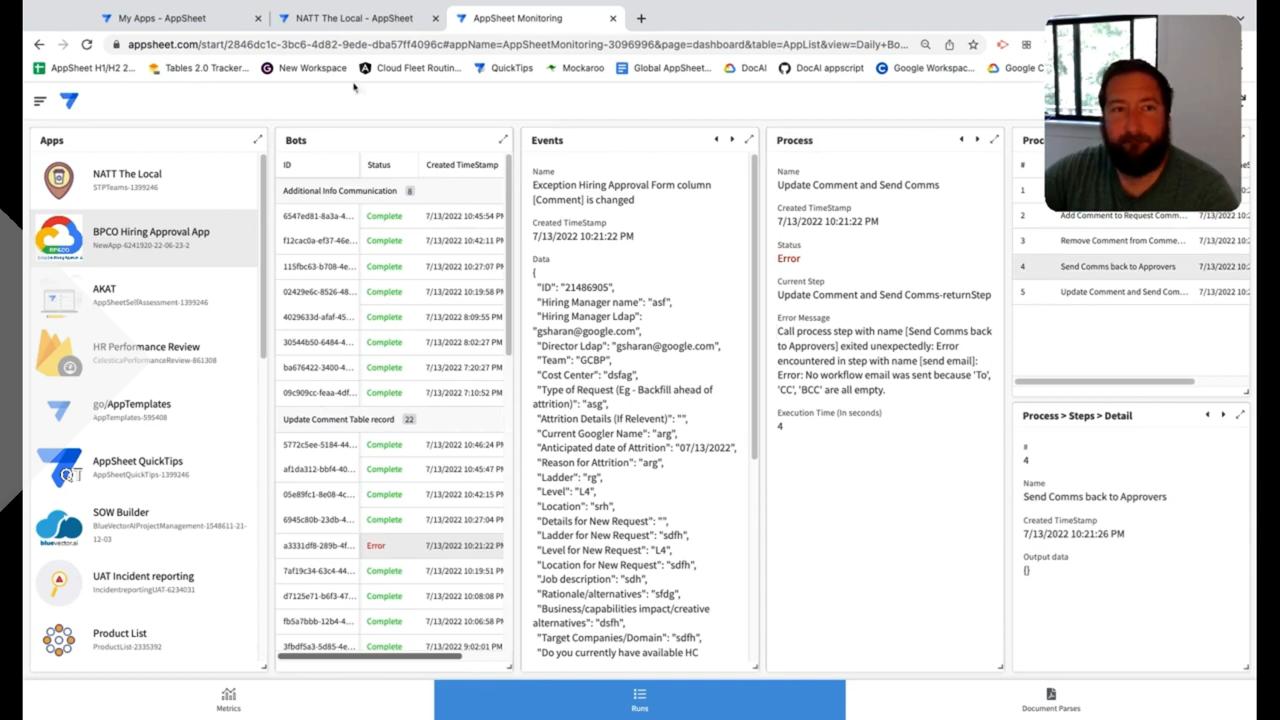 My Apps - AppSheet
NATT The Local - AppSheet
AppSheet Monitoring
appsheet.com/start/2846dc1c-3bc6-4d82-9ede-dba57ff4096c#appName=AppSheetMonitoring-3096996&page=dashboard&table=AppList&view=Daily+Bo...
AppSheet H1/H2 2...
Tables 2.0 Tracker...
New Workspace
Cloud Fleet Routin...
QuickTips
Mockaroo
Global AppSheet...
DocAI
DocAI appscript
Google Workspac...
Google C
Apps
NATT The Local
STPTeams-1399246
BPCO Hiring Approval App
NewApp-6241920-22-06-23-2
AKAT
AppSheetSelfAssessment-1399246
HR Performance Review
CelesticaPerformanceReview-861308
go/AppTemplates
AppTemplates-595408
AppSheet QuickTips
AppSheetQuickTips-1399246
SOW Builder
BlueVectorAIProjectManagement-1548611-21-
12-03
UAT Incident reporting
IncidentreportingUAT-6234031
Product List
ProductList-2335392
Bots
ID Status Created TimeStamp
Additional Info Communication 8
6547ed81-8a3a-4... Complete 7/13/2022 10:45:54 P
f12cac0a-ef37-46e... Complete 7/13/2022 10:42:11 P
115fbc63-b708-4e... Complete 7/13/2022 10:27:07 P
02429e6c-8526-48... Complete 7/13/2022 10:19:58 P
4029633d-afaf-45... Complete 7/13/2022 8:09:55 PM
30544b50-6484-4... Complete 7/13/2022 8:02:27 PM
ba676422-3400-4... Complete 7/13/2022 7:20:27 PM
09c909cc-feaa-4df... Complete 7/13/2022 7:10:52 PM
Update Comment Table record 22
5772c5ee-5184-44... Complete 7/13/2022 10:46:24 P
af1da312-bbf4-40... Complete 7/13/2022 10:45:47 P
05e89fc1-8e08-4c... Complete 7/13/2022 10:42:15 P
6945c80b-23db-4... Complete 7/13/2022 10:27:04 P
a3331df8-289b-4f... Error 7/13/2022 10:21:22 P
7af19c34-63c4-44... Complete 7/13/2022 10:19:51 P
d7125e71-b6f3-47... Complete 7/13/2022 10:08:08 P
fb5a7bbb-12b4-4... Complete 7/13/2022 10:06:58 P
3fbdf5a3-5d85-4e... Complete 7/13/2022 9:02:01 P
Events
Name
Exception Hiring Approval Form column
[Comment] is changed
Created TimeStamp
7/13/2022 10:21:22 PM
Data
{
"ID": "21486905",
"Hiring Manager name": "asf",
"Hiring Manager Ldap":
"gsharan@google.com",
"Director Ldap": "gsharan@google.com",
"Team": "GCBP",
"Cost Center": "dsfag",
"Type of Request (Eg - Backfill ahead of
attrition)": "asg",
"Attrition Details (If Relevent)": "",
"Current Googler Name": "arg",
"Anticipated date of Attrition": "07/13/2022",
"Reason for Attrition": "arg",
"Ladder": "rg",
"Level": "L4",
"Location": "srh",
"Details for New Request": "",
"Ladder for New Request": "sdfh",
"Level for New Request": "L4",
"Location for New Request": "sdfh",
"Job description": "sdh",
"Rationale/alternatives": "sfdg",
"Business/capabilities impact/creative
alternatives": "dsfh",
"Target Companies/Domain": "sdfh",
"Do you currently have available HC
Process
Name
Update Comment and Send Comms
Created TimeStamp
7/13/2022 10:21:22 PM
Status
Error
Current Step
Update Comment and Send Comms-returnStep
Error Message
Call process step with name [Send Comms back
to Approvers] exited unexpectedly: Error
encountered in step with name [send email]:
Error: No workflow email was sent because 'To',
'CC', 'BCC' are all empty.
Execution Time (In seconds)
4
Proc
#
1
2 Add Comment to Request Comm... 7/13/2022 10:
3 Remove Comment from Comme... 7/13/2022 10:
4 Send Comms back to Approvers 7/13/2022 10:
5 Update Comment and Send Com... 7/13/2022 10:
Process > Steps > Detail
#
4
Name
Send Comms back to Approvers
Created TimeStamp
7/13/2022 10:21:26 PM
Output data
{}
Metrics
Runs
Document Parses